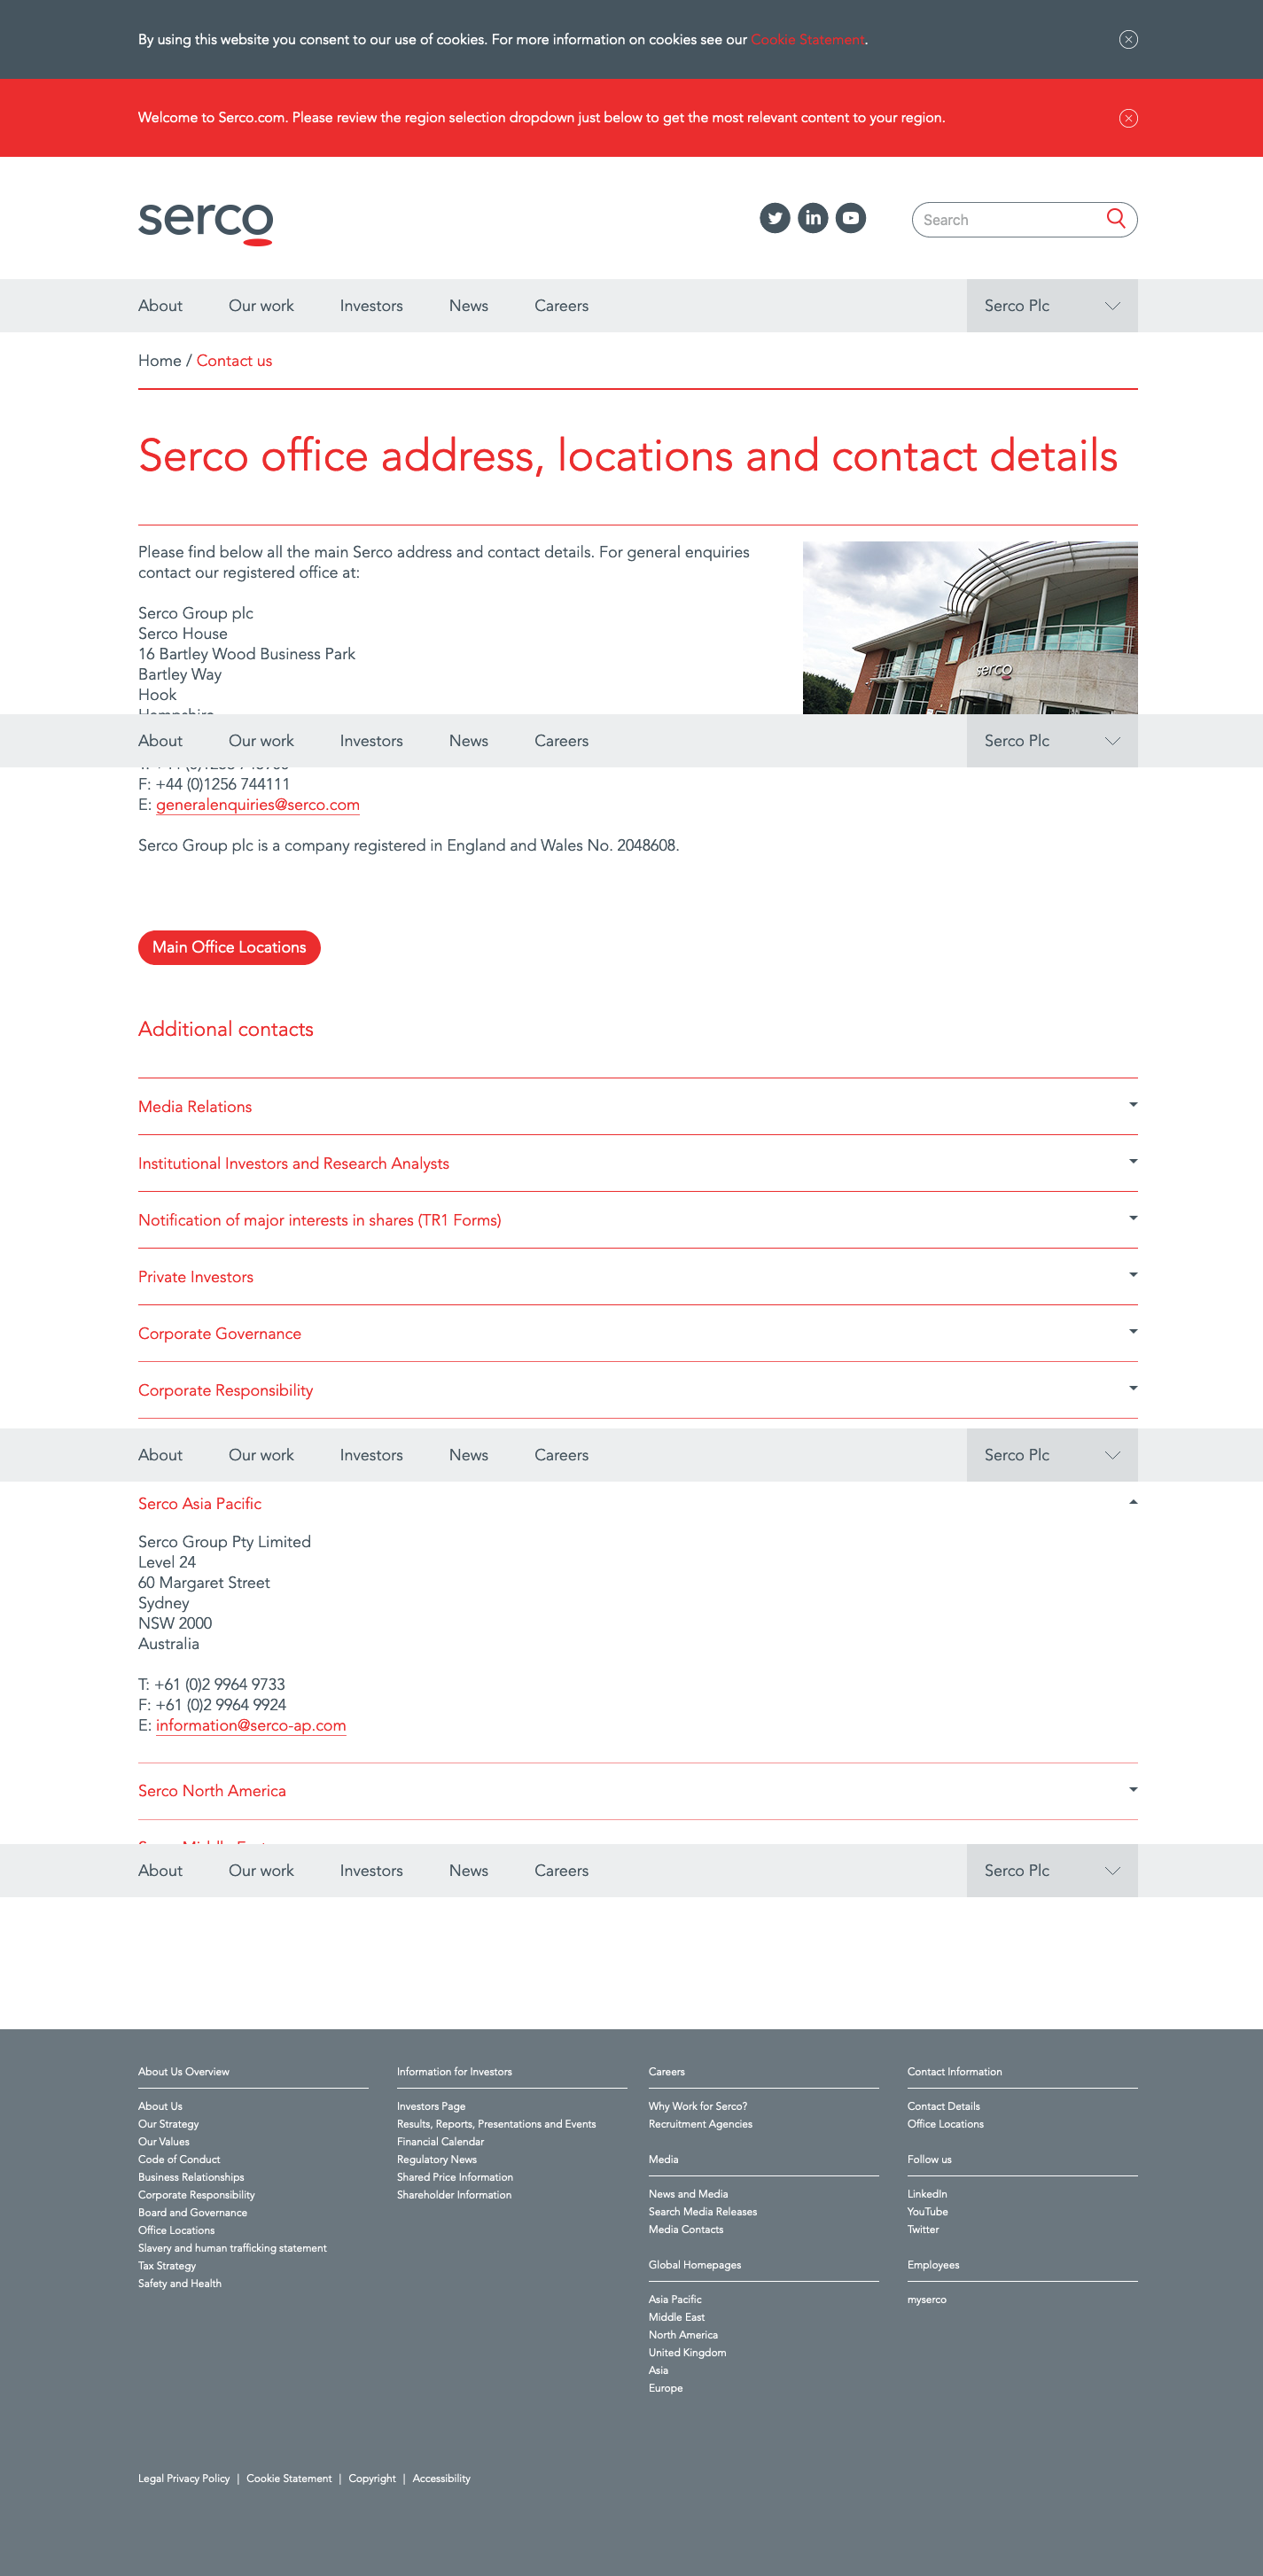 By using this website you consent to our use of cookies. For more information on cookies see our Cookie Statement.
Welcome to Serco.com. Please review the region selection dropdown just below to get the most relevant content to your region.
serco
Search
About Our work Investors News Careers Serco Plc
Home / Contact us
Serco office address, locations and contact details
Please find below all the main Serco address and contact details. For general enquiries
contact our registered office at:
Serco Group plc
Serco House
16 Bartley Wood Business Park
Bartley Way
Hook
serco
About Our work Investors News Careers Serco Plc
F: +44 (0)1256 744111
E: generalenquiries@serco.com
Serco Group plc is a company registered in England and Wales No. 2048608.
Main Office Locations
Additional contacts
Media Relations
Institutional Investors and Research Analysts
Notification of major interests in shares (TR1 Forms)
Private Investors
Corporate Governance
Corporate Responsibility
About Our work Investors News Careers Serco Plc
Serco Asia Pacific
Serco Group Pty Limited
Level 24
60 Margaret Street
Sydney
NSW 2000
Australia
T: +61 (0)2 9964 9733
F: +61 (0)2 9964 9924
E: information@serco-ap.com
Serco North America
About Our work Investors News Careers Serco Plc
About Us Overview
About Us
Our Strategy
Our Values
Code of Conduct
Business Relationships
Corporate Responsibility
Board and Governance
Office Locations
Slavery and human trafficking statement
Tax Strategy
Safety and Health
Information for Investors
Investors Page
Results, Reports, Presentations and Events
Financial Calendar
Regulatory News
Shared Price Information
Shareholder Information
Careers
Why Work for Serco?
Recruitment Agencies
Media
News and Media
Search Media Releases
Media Contacts
Global Homepages
Asia Pacific
Middle East
North America
United Kingdom
Asia
Europe
Contact Information
Contact Details
Office Locations
Follow us
LinkedIn
YouTube
Twitter
Employees
myserco
Legal Privacy Policy | Cookie Statement | Copyright | Accessibility